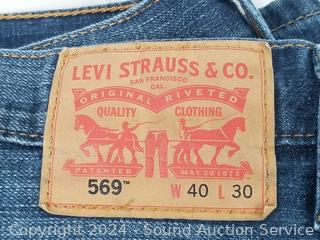 LEVI STRAUSS & CO.
SAN FRANCISCO
CAL.
ORIGINAL RIVETED
QUALITY CLOTHING
PATENTED MAY 20 1873
569™ W 40 L 30
Copyright 2024 - Sound Auction Service